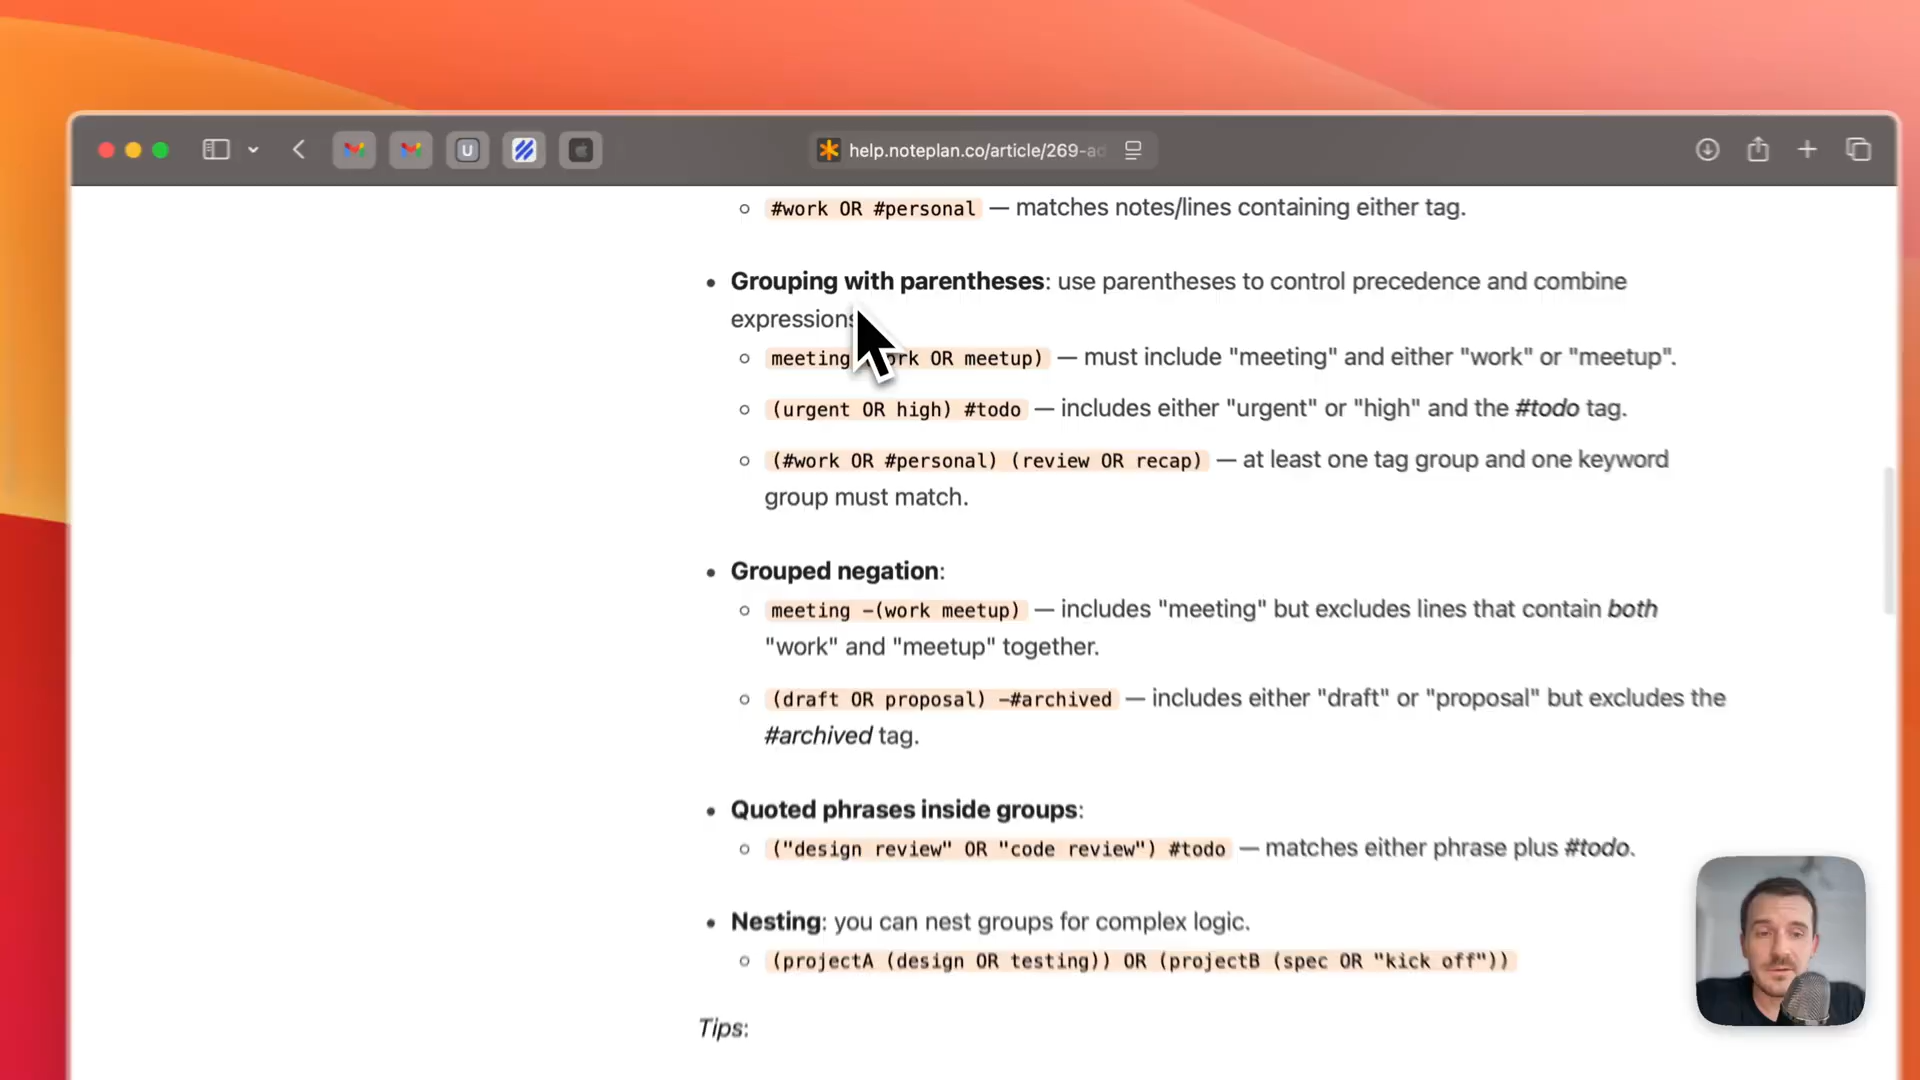 U
help.noteplan.co/article/269-ad
#work OR #personal — matches notes/lines containing either tag.
• Grouping with parentheses: use parentheses to control precedence and combine
expressions
meeting (work OR meetup) — must include "meeting" and either "work" or "meetup".
(urgent OR high) #todo — includes either "urgent" or "high" and the #todo tag.
(#work OR #personal) (review OR recap) — at least one tag group and one keyword
group must match.
• Grouped negation:
meeting -(work meetup) — includes "meeting" but excludes lines that contain both
"work" and "meetup" together.
(draft OR proposal) -#archived — includes either "draft" or "proposal" but excludes the
#archived tag.
• Quoted phrases inside groups:
("design review" OR "code review") #todo — matches either phrase plus #todo.
• Nesting: you can nest groups for complex logic.
(projectA (design OR testing)) OR (projectB (spec OR "kick off"))
Tips: